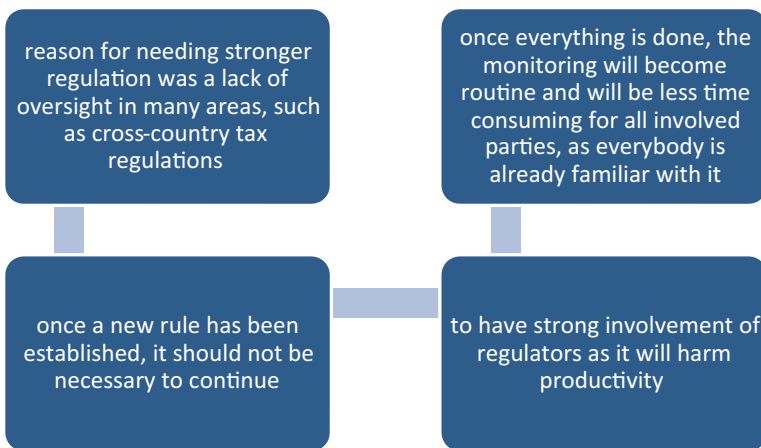 reason for needing stronger
regulation was a lack of
oversight in many areas, such
as cross-country tax
regulations
once a new rule has been
established, it should not be
necessary to continue
to have strong involvement of
regulators as it will harm
productivity
once everything is done, the
monitoring will become
routine and will be less time
consuming for all involved
parties, as everybody is
already familiar with it